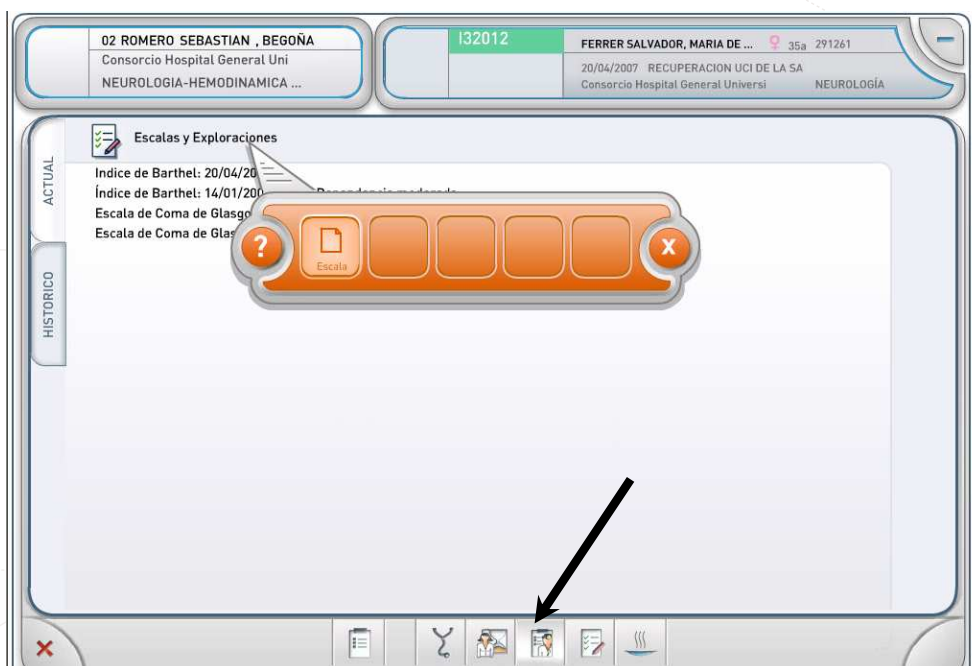 02 ROMERO SEBASTIAN , BEGOÑA
Consorcio Hospital General Uni
NEUROLOGIA-HEMODINAMICA ...
I32012
FERRER SALVADOR, MARIA DE ... 35a 291261
20/04/2007 RECUPERACION UCI DE LA SA
Consorcio Hospital General Universi NEUROLOGÍA
ACTUAL
HISTORICO
Escalas y Exploraciones
Indice de Barthel: 20/04/20
Índice de Barthel: 14/01/200
Escala de Coma de Glasgo
Escala de Coma de Glas
?
Escala
X